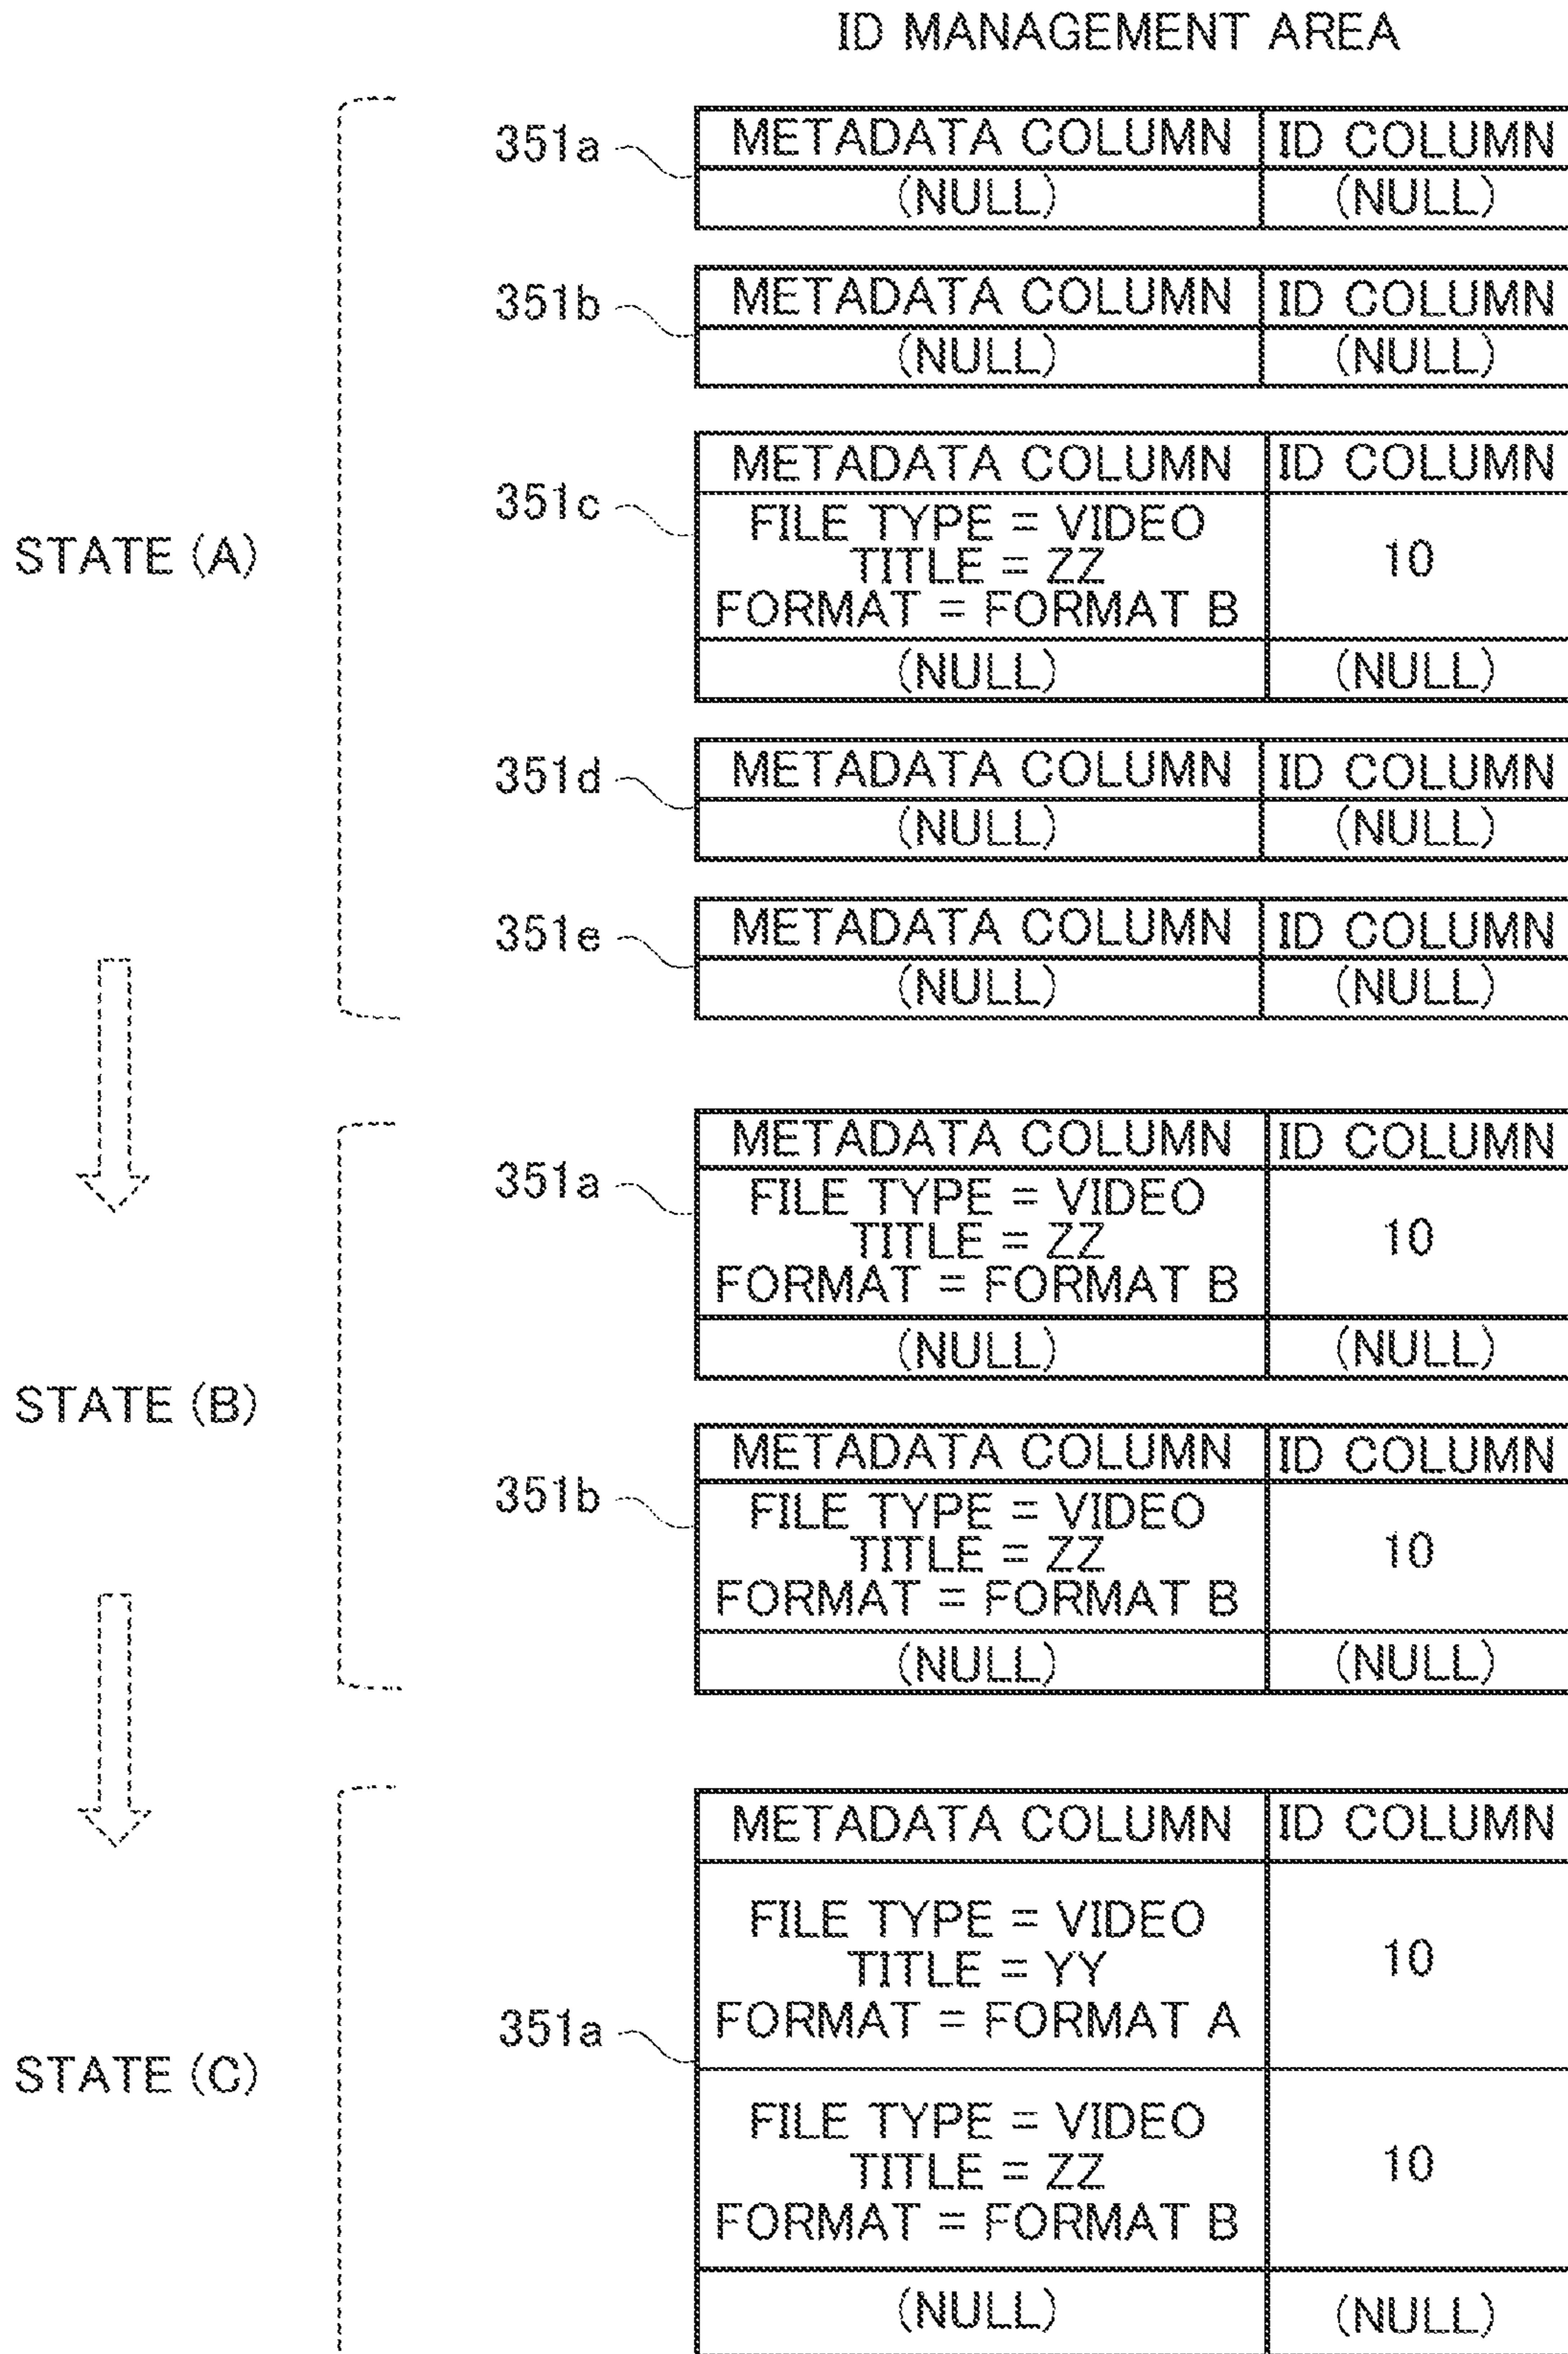 ID MANAGEMENT AREA
351a
METADATA COLUMN ID COLUMN
(NULL) (NULL)
351b
METADATA COLUMN ID COLUMN
(NULL) (NULL)
STATE (A)
351c
METADATA COLUMN ID COLUMN
FILE TYPE = VIDEO
TITLE = ZZ
FORMAT = FORMAT B
10
(NULL) (NULL)
351d
METADATA COLUMN ID COLUMN
(NULL) (NULL)
351e
METADATA COLUMN ID COLUMN
(NULL) (NULL)
STATE (B)
351a
METADATA COLUMN ID COLUMN
FILE TYPE = VIDEO
TITLE = ZZ
FORMAT = FORMAT B
10
(NULL) (NULL)
351b
METADATA COLUMN ID COLUMN
FILE TYPE = VIDEO
TITLE = ZZ
FORMAT = FORMAT B
10
(NULL) (NULL)
STATE (C)
351a
METADATA COLUMN ID COLUMN
FILE TYPE = VIDEO
TITLE = YY
FORMAT = FORMAT A
10
FILE TYPE = VIDEO
TITLE = ZZ
FORMAT = FORMAT B
10
(NULL) (NULL)